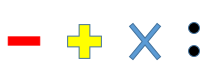 − + × :